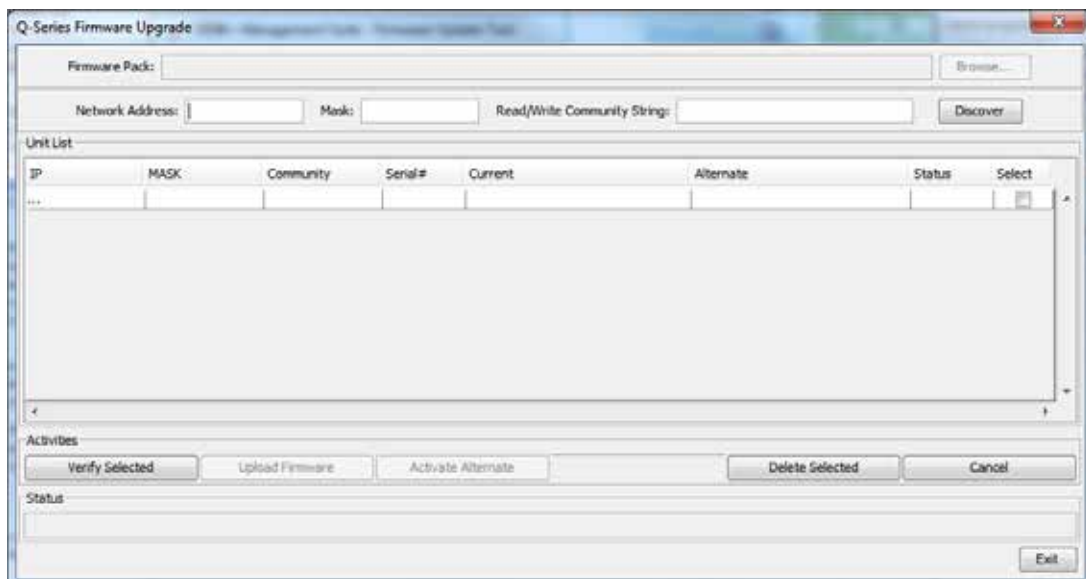 Q-Series Firmware Upgrade
Firmware Pack: Browse...
Network Address: Mask: Read/Write Community String: Discover
Unit List
IP MASK Community Serial# Current Alternate Status Select
...
Activities
Verify Selected Upload Firmware Activate Alternate Delete Selected Cancel
Status
Exit